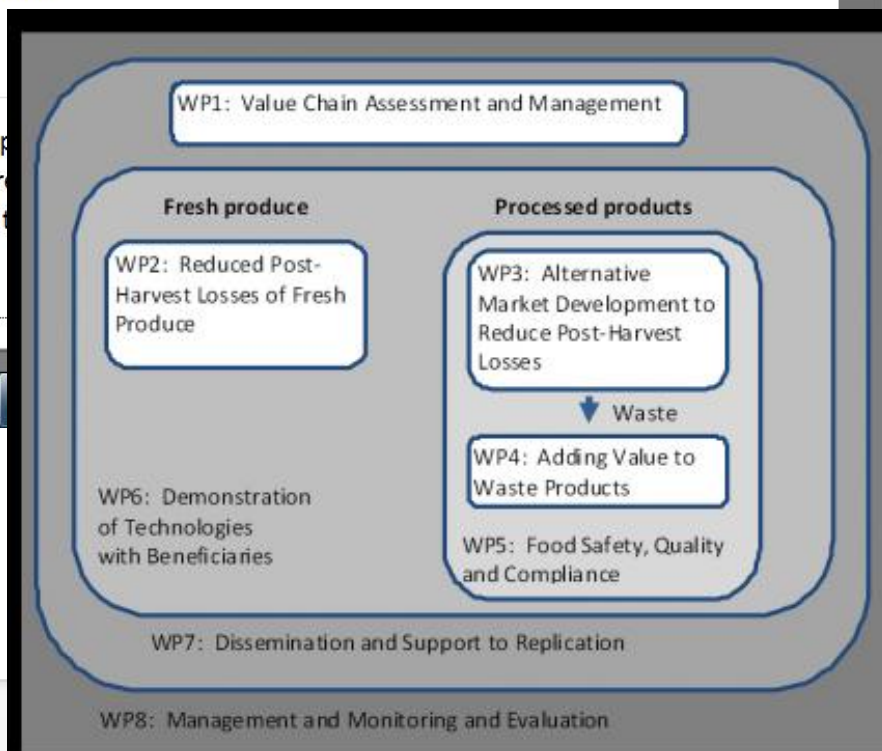 WP1: Value Chain Assessment and Management
Fresh produce
Processed products
WP2: Reduced Post-
Harvest Losses of Fresh
Produce
WP3: Alternative
Market Development to
Reduce Post-Harvest
Losses
Waste
WP4: Adding Value to
Waste Products
WP6: Demonstration
of Technologies
with Beneficiaries
WP5: Food Safety, Quality
and Compliance
WP7: Dissemination and Support to Replication
WP8: Management and Monitoring and Evaluation